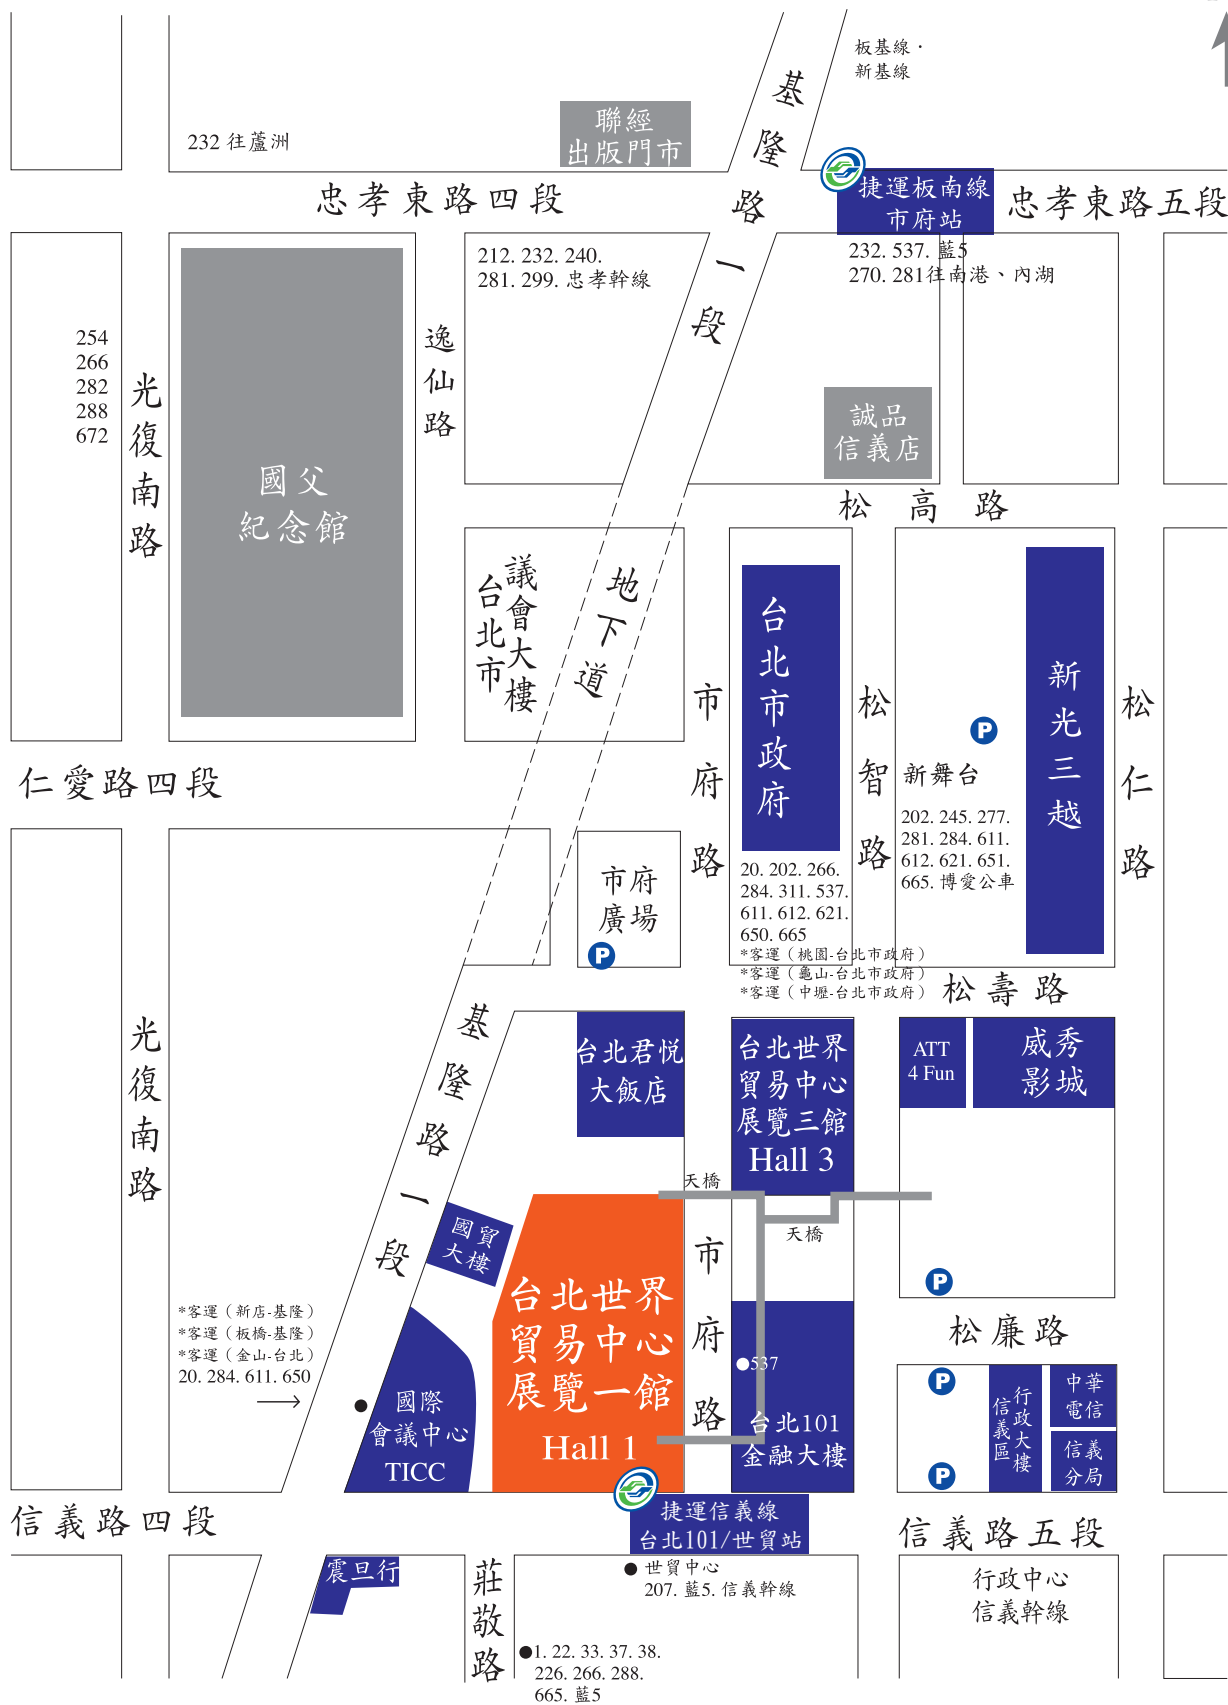 板基線·
新基線
基隆路一段
聯經
出版門市
232 往蘆洲
忠孝東路四段
捷運板南線
市府站
忠孝東路五段
212. 232. 240.
281. 299. 忠孝幹線
232. 537. 藍5
270. 281往南港、內湖
254
266
282
288
672
光復南路
國父
紀念館
逸仙路
誠品
信義店
松高路
台北市
議會大樓
地下道
市府路
台北市政府
松智路
P
新舞台
202. 245. 277.
281. 284. 611.
612. 621. 651.
665. 博愛公車
新光三越
松仁路
仁愛路四段
市府
廣場
P
20. 202. 266.
284. 311. 537.
611. 612. 621.
650. 665
*客運（桃園-台北市政府）
*客運（龜山-台北市政府）
*客運（中壢-台北市政府）
松壽路
光復南路
基隆路一段
台北君悅
大飯店
台北世界
貿易中心
展覽三館
Hall 3
ATT
4 Fun
威秀
影城
天橋
天橋
國貿
大樓
台北世界
貿易中心
展覽一館
Hall 1
市府路
P
松廉路
*客運（新店-基隆）
*客運（板橋-基隆）
*客運（金山-台北）
20. 284. 611. 650
國際
會議中心
TICC
537
台北101
金融大樓
P
P
信義區
行政大樓
中華
電信
信義
分局
信義路四段
捷運信義線
台北101/世貿站
信義路五段
震旦行
莊敬路
世貿中心
207. 藍5. 信義幹線
行政中心
信義幹線
1. 22. 33. 37. 38.
226. 266. 288.
665. 藍5